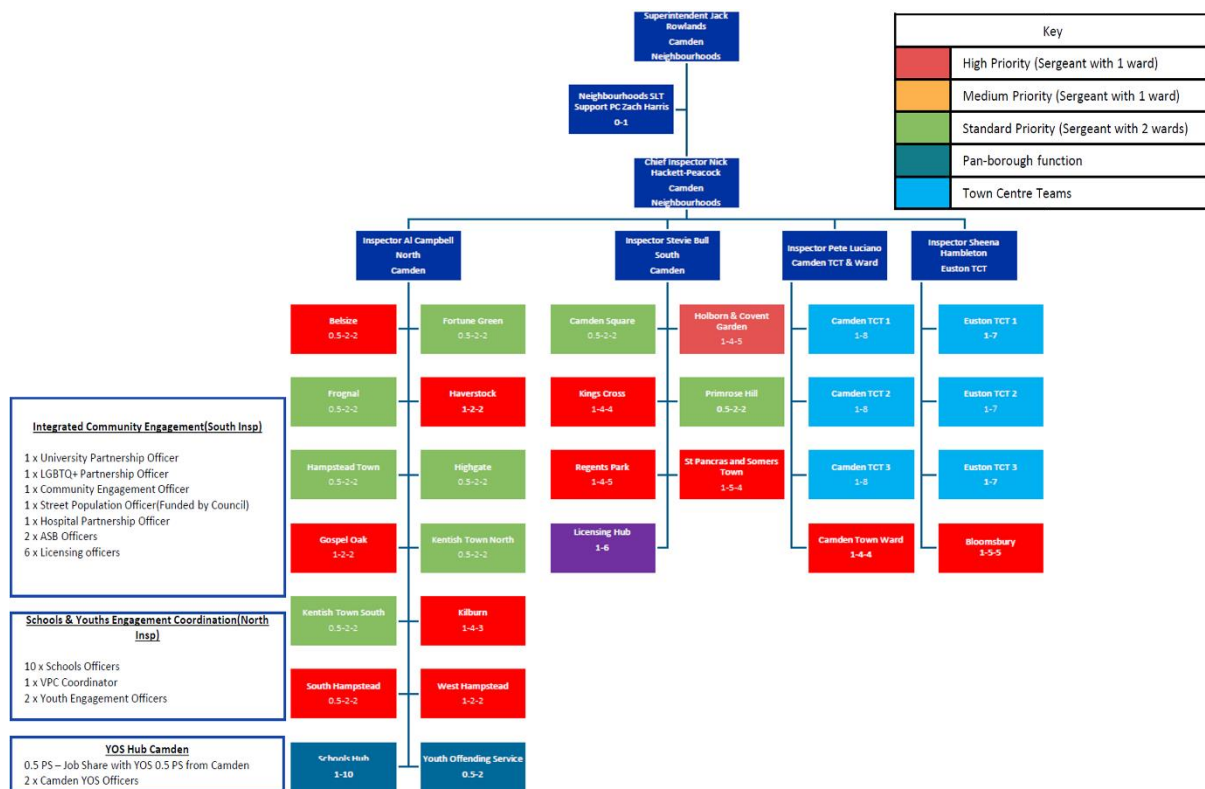 Superintendent Jack
Rowlands
Camden
Neighbourhoods
Neighbourhoods SLT
Support PC Zach Harris
0-1
Chief Inspector Nick
Hackett-Peacock
Camden
Neighbourhoods
Key
High Priority (Sergeant with 1 ward)
Medium Priority (Sergeant with 1 ward)
Standard Priority (Sergeant with 2 wards)
Pan-borough function
Town Centre Teams
Inspector Al Campbell
North
Camden
Inspector Stevie Bull
South
Camden
Inspector Pete Luciano
Camden TCT & Ward
Inspector Sheena
Hambleton
Euston TCT
Belsize
0.5-2-2
Fortune Green
0.5-2-2
Frognal
0.5-2-2
Haverstock
1-2-2
Hampstead Town
0.5-2-2
Highgate
0.5-2-2
Gospel Oak
1-2-2
Kentish Town North
0.5-2-2
Kentish Town South
0.5-2-2
Kilburn
1-4-3
South Hampstead
0.5-2-2
West Hampstead
1-2-2
Schools Hub
1-10
Youth Offending Service
0.5-2
Camden Square
0.5-2-2
Holborn & Covent
Garden
1-4-5
Kings Cross
1-4-4
Primrose Hill
0.5-2-2
Regents Park
1-4-5
St Pancras and Somers
Town
1-5-4
Licensing Hub
1-6
Camden TCT 1
1-8
Camden TCT 2
1-8
Camden TCT 3
1-8
Camden Town Ward
1-4-4
Euston TCT 1
1-7
Euston TCT 2
1-7
Euston TCT 3
1-7
Bloomsbury
1-5-5
Integrated Community Engagement(South Insp)
1 x University Partnership Officer
1 x LGBTQ+ Partnership Officer
1 x Community Engagement Officer
1 x Street Population Officer(Funded by Council)
1 x Hospital Partnership Officer
2 x ASB Officers
6 x Licensing officers
Schools & Youths Engagement Coordination(North
Insp)
10 x Schools Officers
1 x VPC Coordinator
2 x Youth Engagement Officers
YOS Hub Camden
0.5 PS – Job Share with YOS 0.5 PS from Camden
2 x Camden YOS Officers